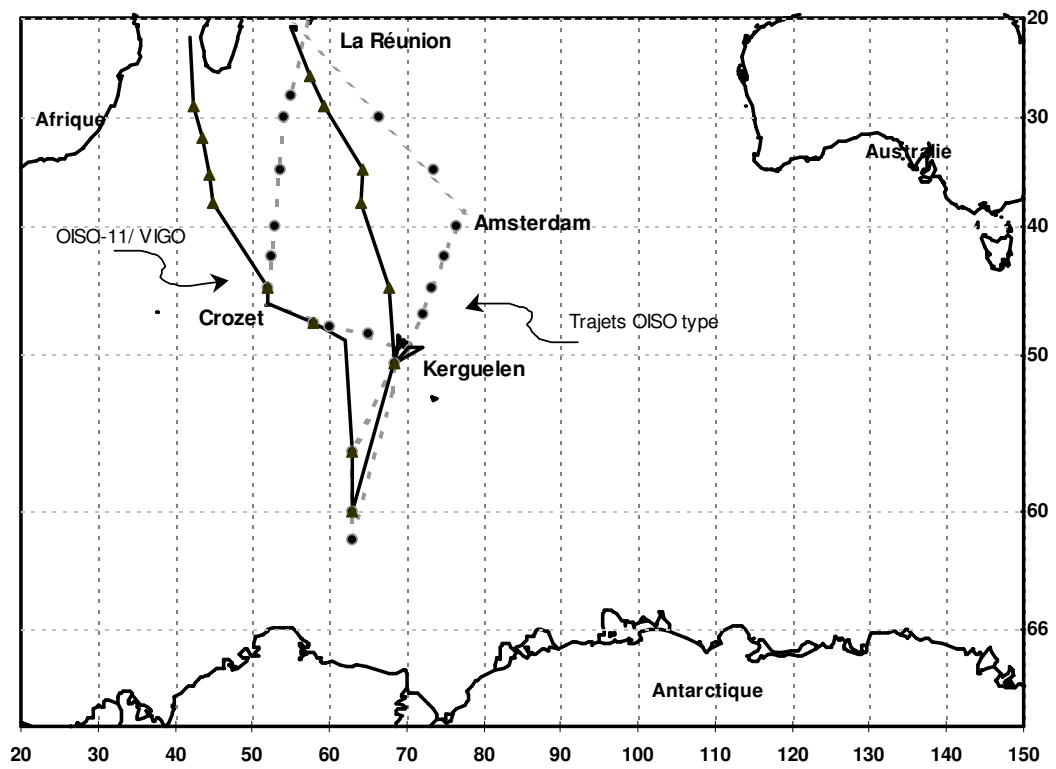 20
La Réunion
Afrique
30
Australie
Amsterdam
40
OISO-11/ VIGO
Crozet
Trajets OISO type
50
Kerguelen
60
66
Antarctique
20 30 40 50 60 70 80 90 100 110 120 130 140 150